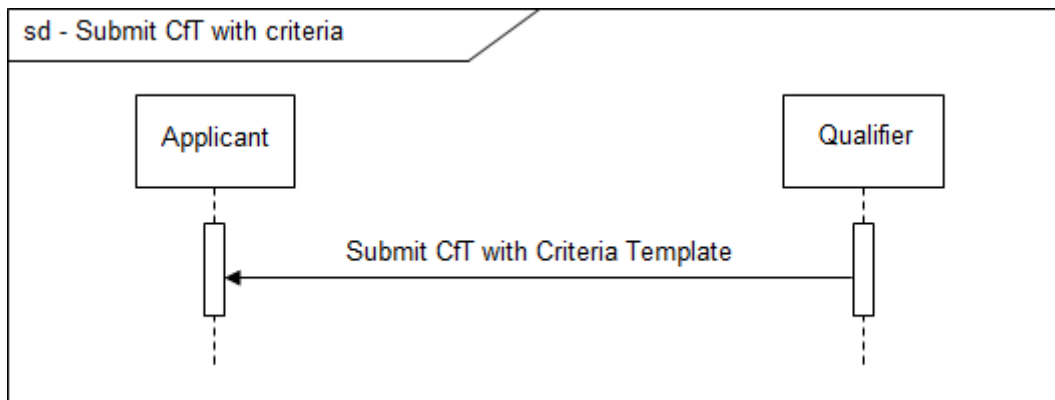 sd - Submit CfT with criteria
Applicant
Qualifier
Submit CfT with Criteria Template